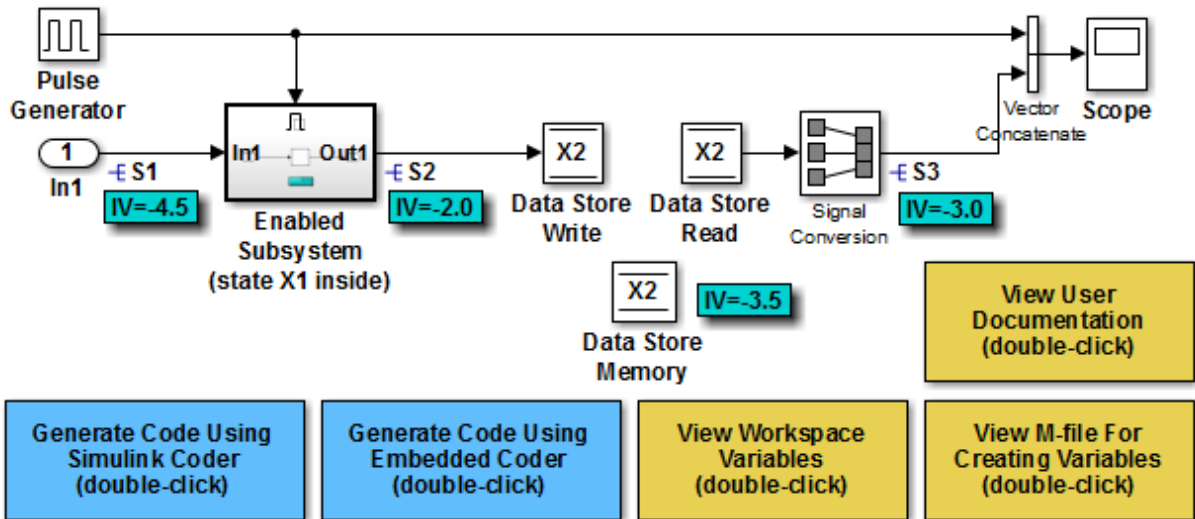 Pulse
Generator
1
In1
S1
IV=-4.5
In1
Out1
Enabled
Subsystem
(state X1 inside)
S2
IV=-2.0
X2
Data Store
Write
X2
Data Store
Read
Signal
Conversion
S3
IV=-3.0
Vector
Concatenate
Scope
X2
IV=-3.5
Data Store
Memory
View User
Documentation
(double-click)
Generate Code Using
Simulink Coder
(double-click)
Generate Code Using
Embedded Coder
(double-click)
View Workspace
Variables
(double-click)
View M-file For
Creating Variables
(double-click)